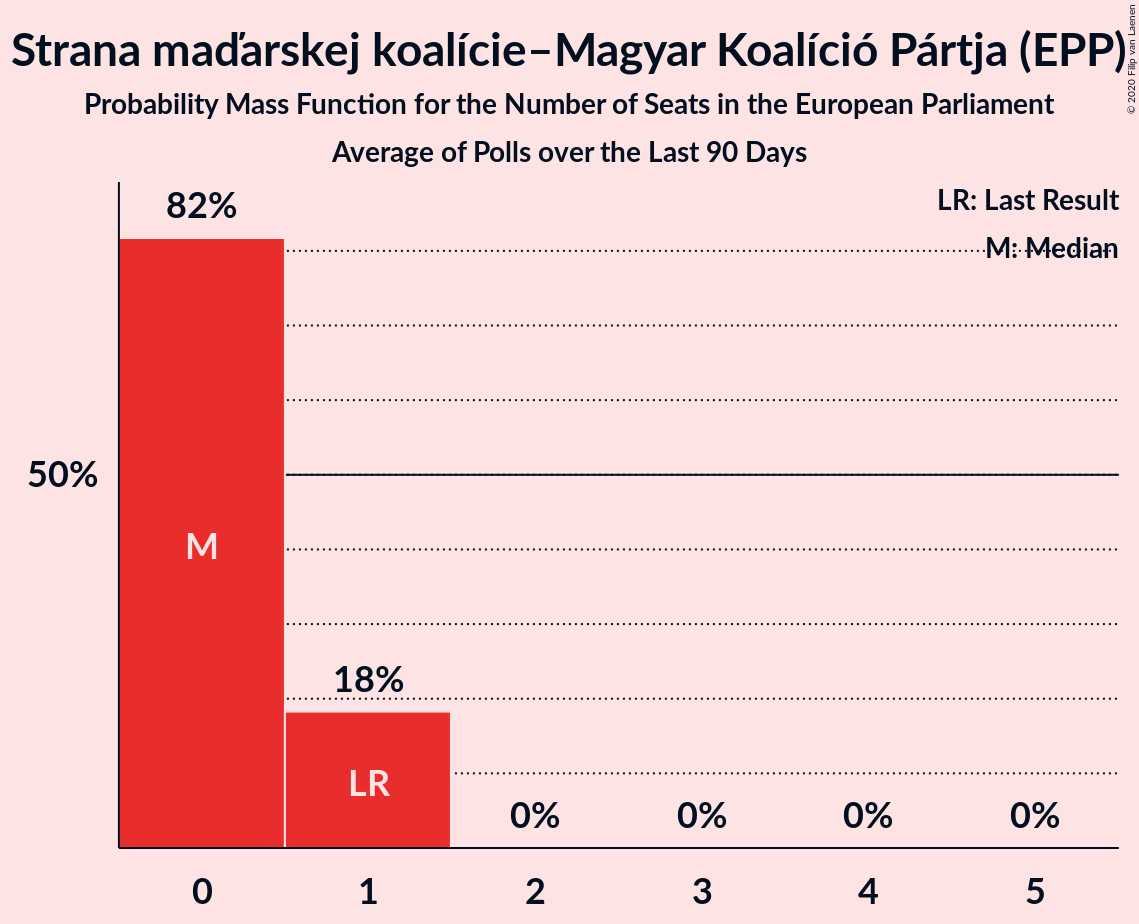 Strana maďarskej koalície–Magyar Koalíció Pártja (EPP)
Probability Mass Function for the Number of Seats in the European Parliament
Average of Polls over the Last 90 Days
© 2020 Filip van Laenen
LR: Last Result
M: Median
82%
50%
M
18%
LR
0%
0%
0%
0%
0 1 2 3 4 5